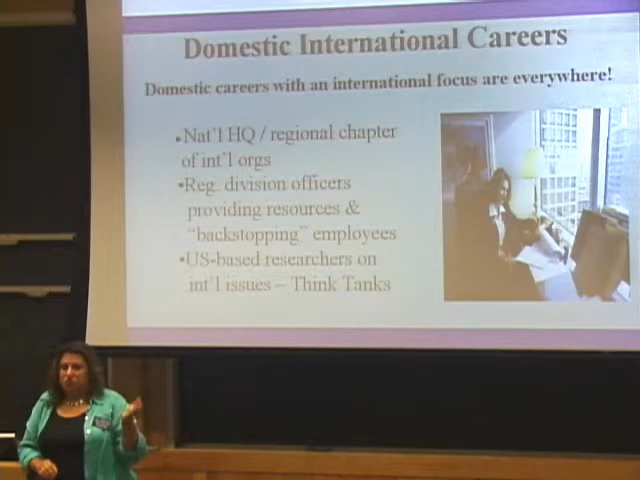 Domestic International Careers
Domestic careers with an international focus are everywhere!
•Nat'l HQ / regional chapter
of int'l orgs
•Reg. division officers
providing resources &
"backstopping" employees
•US-based researchers on
int'l issues – Think Tanks